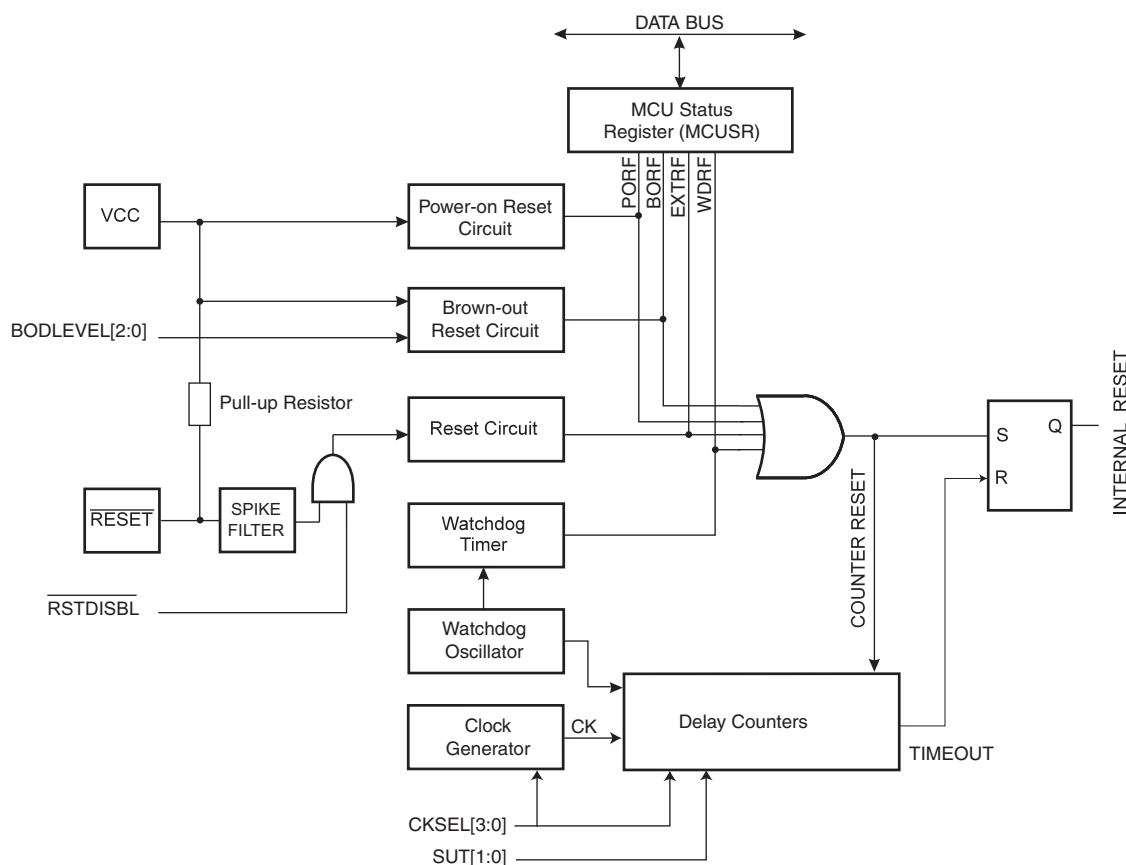 DATA BUS
MCU Status
Register (MCUSR)
PORF
BORF
EXTRF
WDRF
VCC
Power-on Reset
Circuit
Brown-out
Reset Circuit
BODLEVEL[2:0]
Pull-up Resistor
Reset Circuit
S
Q
R
INTERNAL RESET
RESET
SPIKE
FILTER
Watchdog
Timer
COUNTER RESET
RSTDISBL
Watchdog
Oscillator
Clock
Generator
CK
Delay Counters
TIMEOUT
CKSEL[3:0]
SUT[1:0]